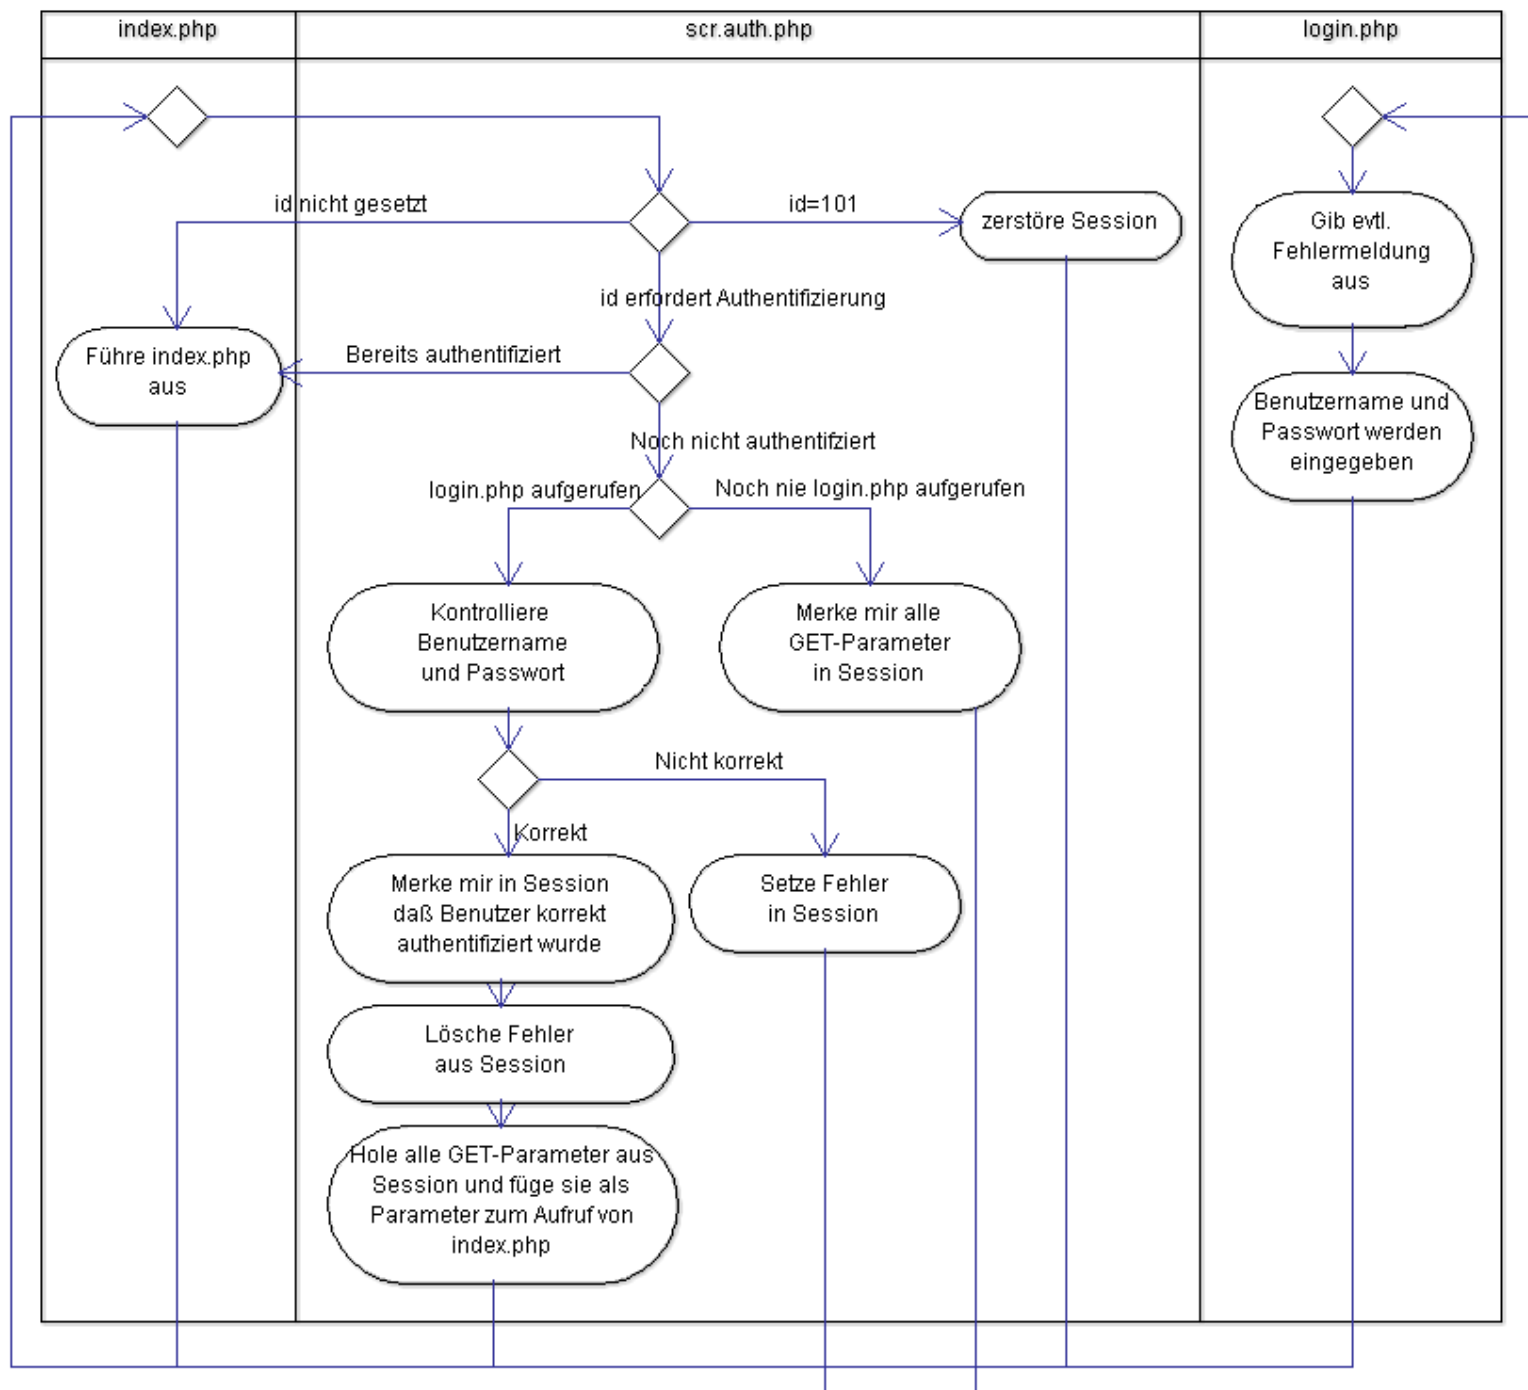 index.php
scr.auth.php
login.php
id nicht gesetzt
id=101
zerstöre Session
Gib evtl.
Fehlermeldung
aus
id erfordert Authentifizierung
Führe index.php
aus
Bereits authentifiziert
Benutzername und
Passwort werden
eingegeben
Noch nicht authentifziert
login.php aufgerufen
Noch nie login.php aufgerufen
Kontrolliere
Benutzername
und Passwort
Merke mir alle
GET-Parameter
in Session
Nicht korrekt
Korrekt
Merke mir in Session
daß Benutzer korrekt
authentifiziert wurde
Setze Fehler
in Session
Lösche Fehler
aus Session
Hole alle GET-Parameter aus
Session und füge sie als
Parameter zum Aufruf von
index.php